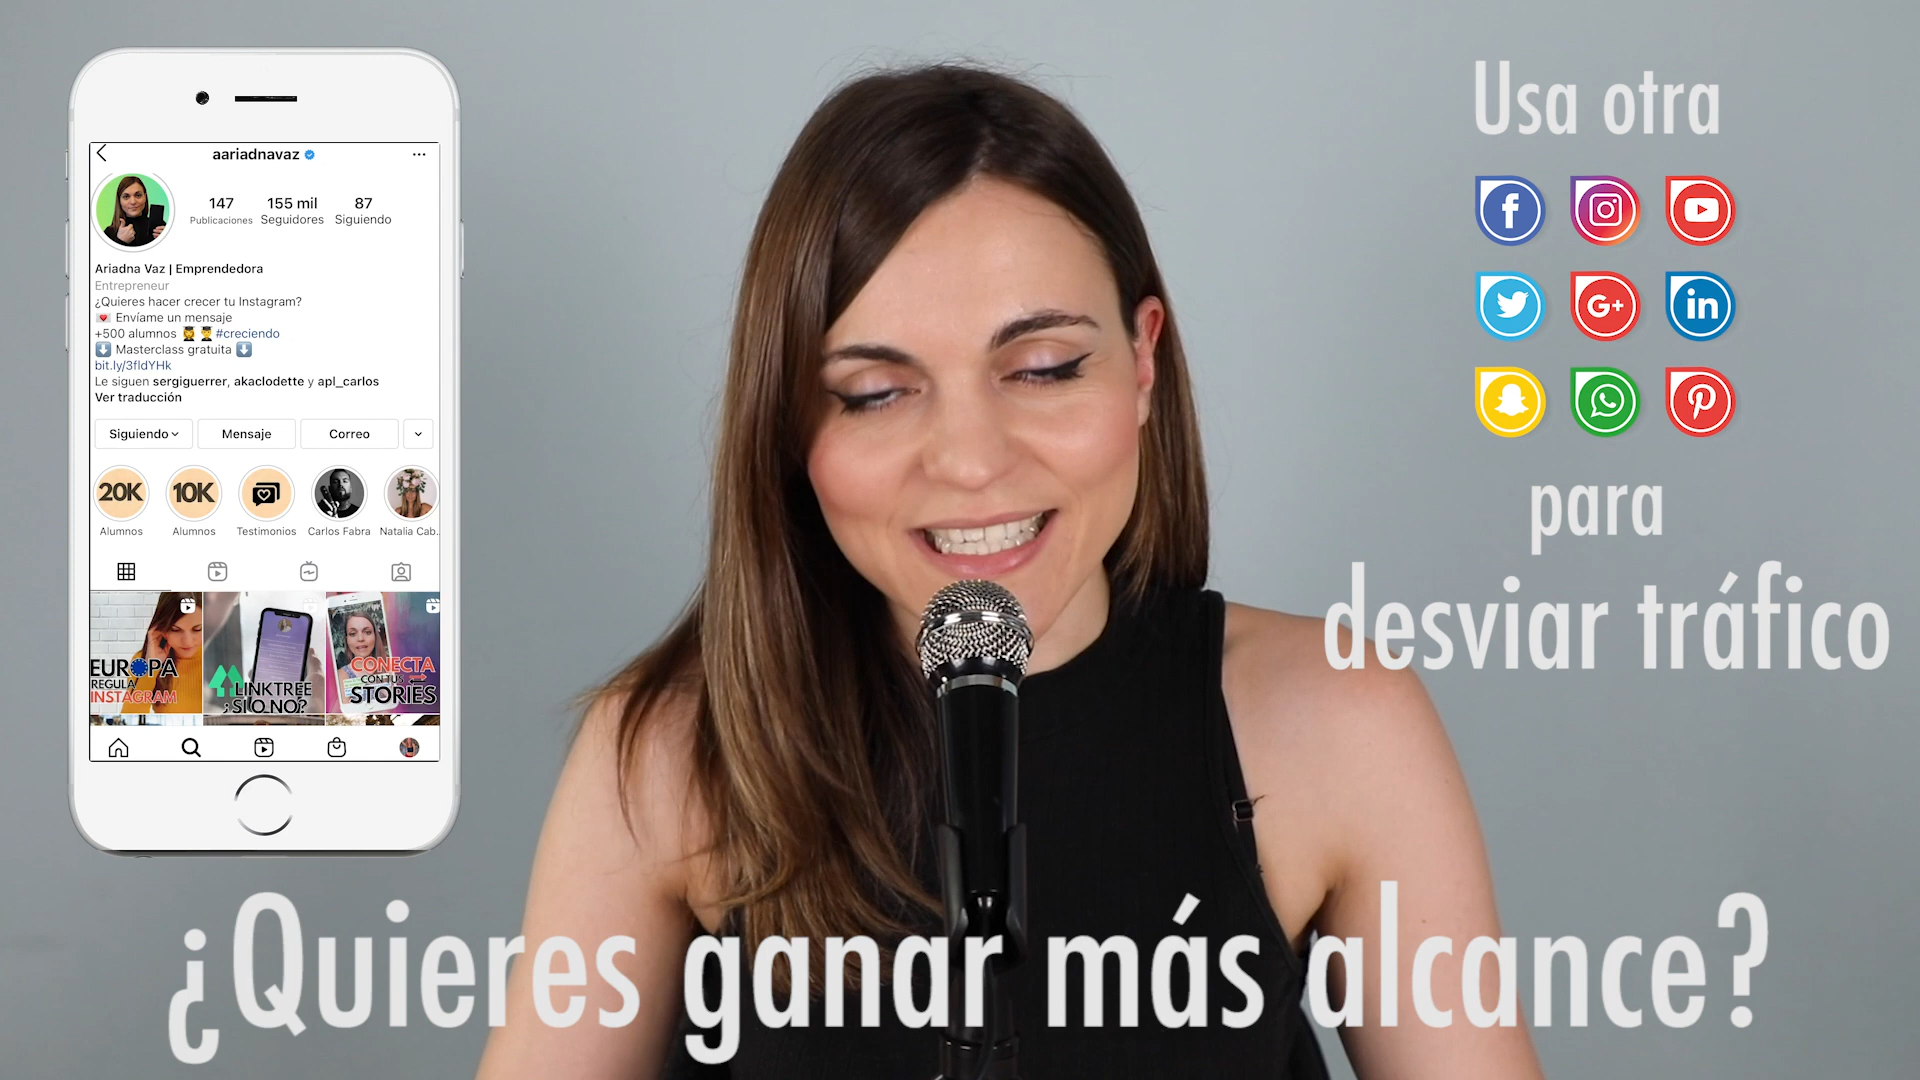 aariadnavaz
147
155 mil
87
Publicaciones
Seguidores
Siguiendo
Ariadna Vaz | Emprendedora
Entrepreneur
¿Quieres hacer crecer tu Instagram?
💌 Envíame un mensaje
+500 alumnos 👩‍🎓👨‍🎓 #creciendo
⬇️ Masterclass gratuita ⬇️
bit.ly/3fldYHk
Le siguen sergiguerrer, akaclodette y apl_carlos
Ver traducción
Siguiendo
Mensaje
Correo
20K
10K
Alumnos
Alumnos
Testimonios
Carlos Fabra
Natalia Cab..
EUROPA
REGULA
INSTAGRAM
LINKTREE
¿SI O NO?
CONECTA
CON TUS
STORIES
Usa otra
f
G+
in
para
desviar tráfico
¿Quieres ganar más alcance?